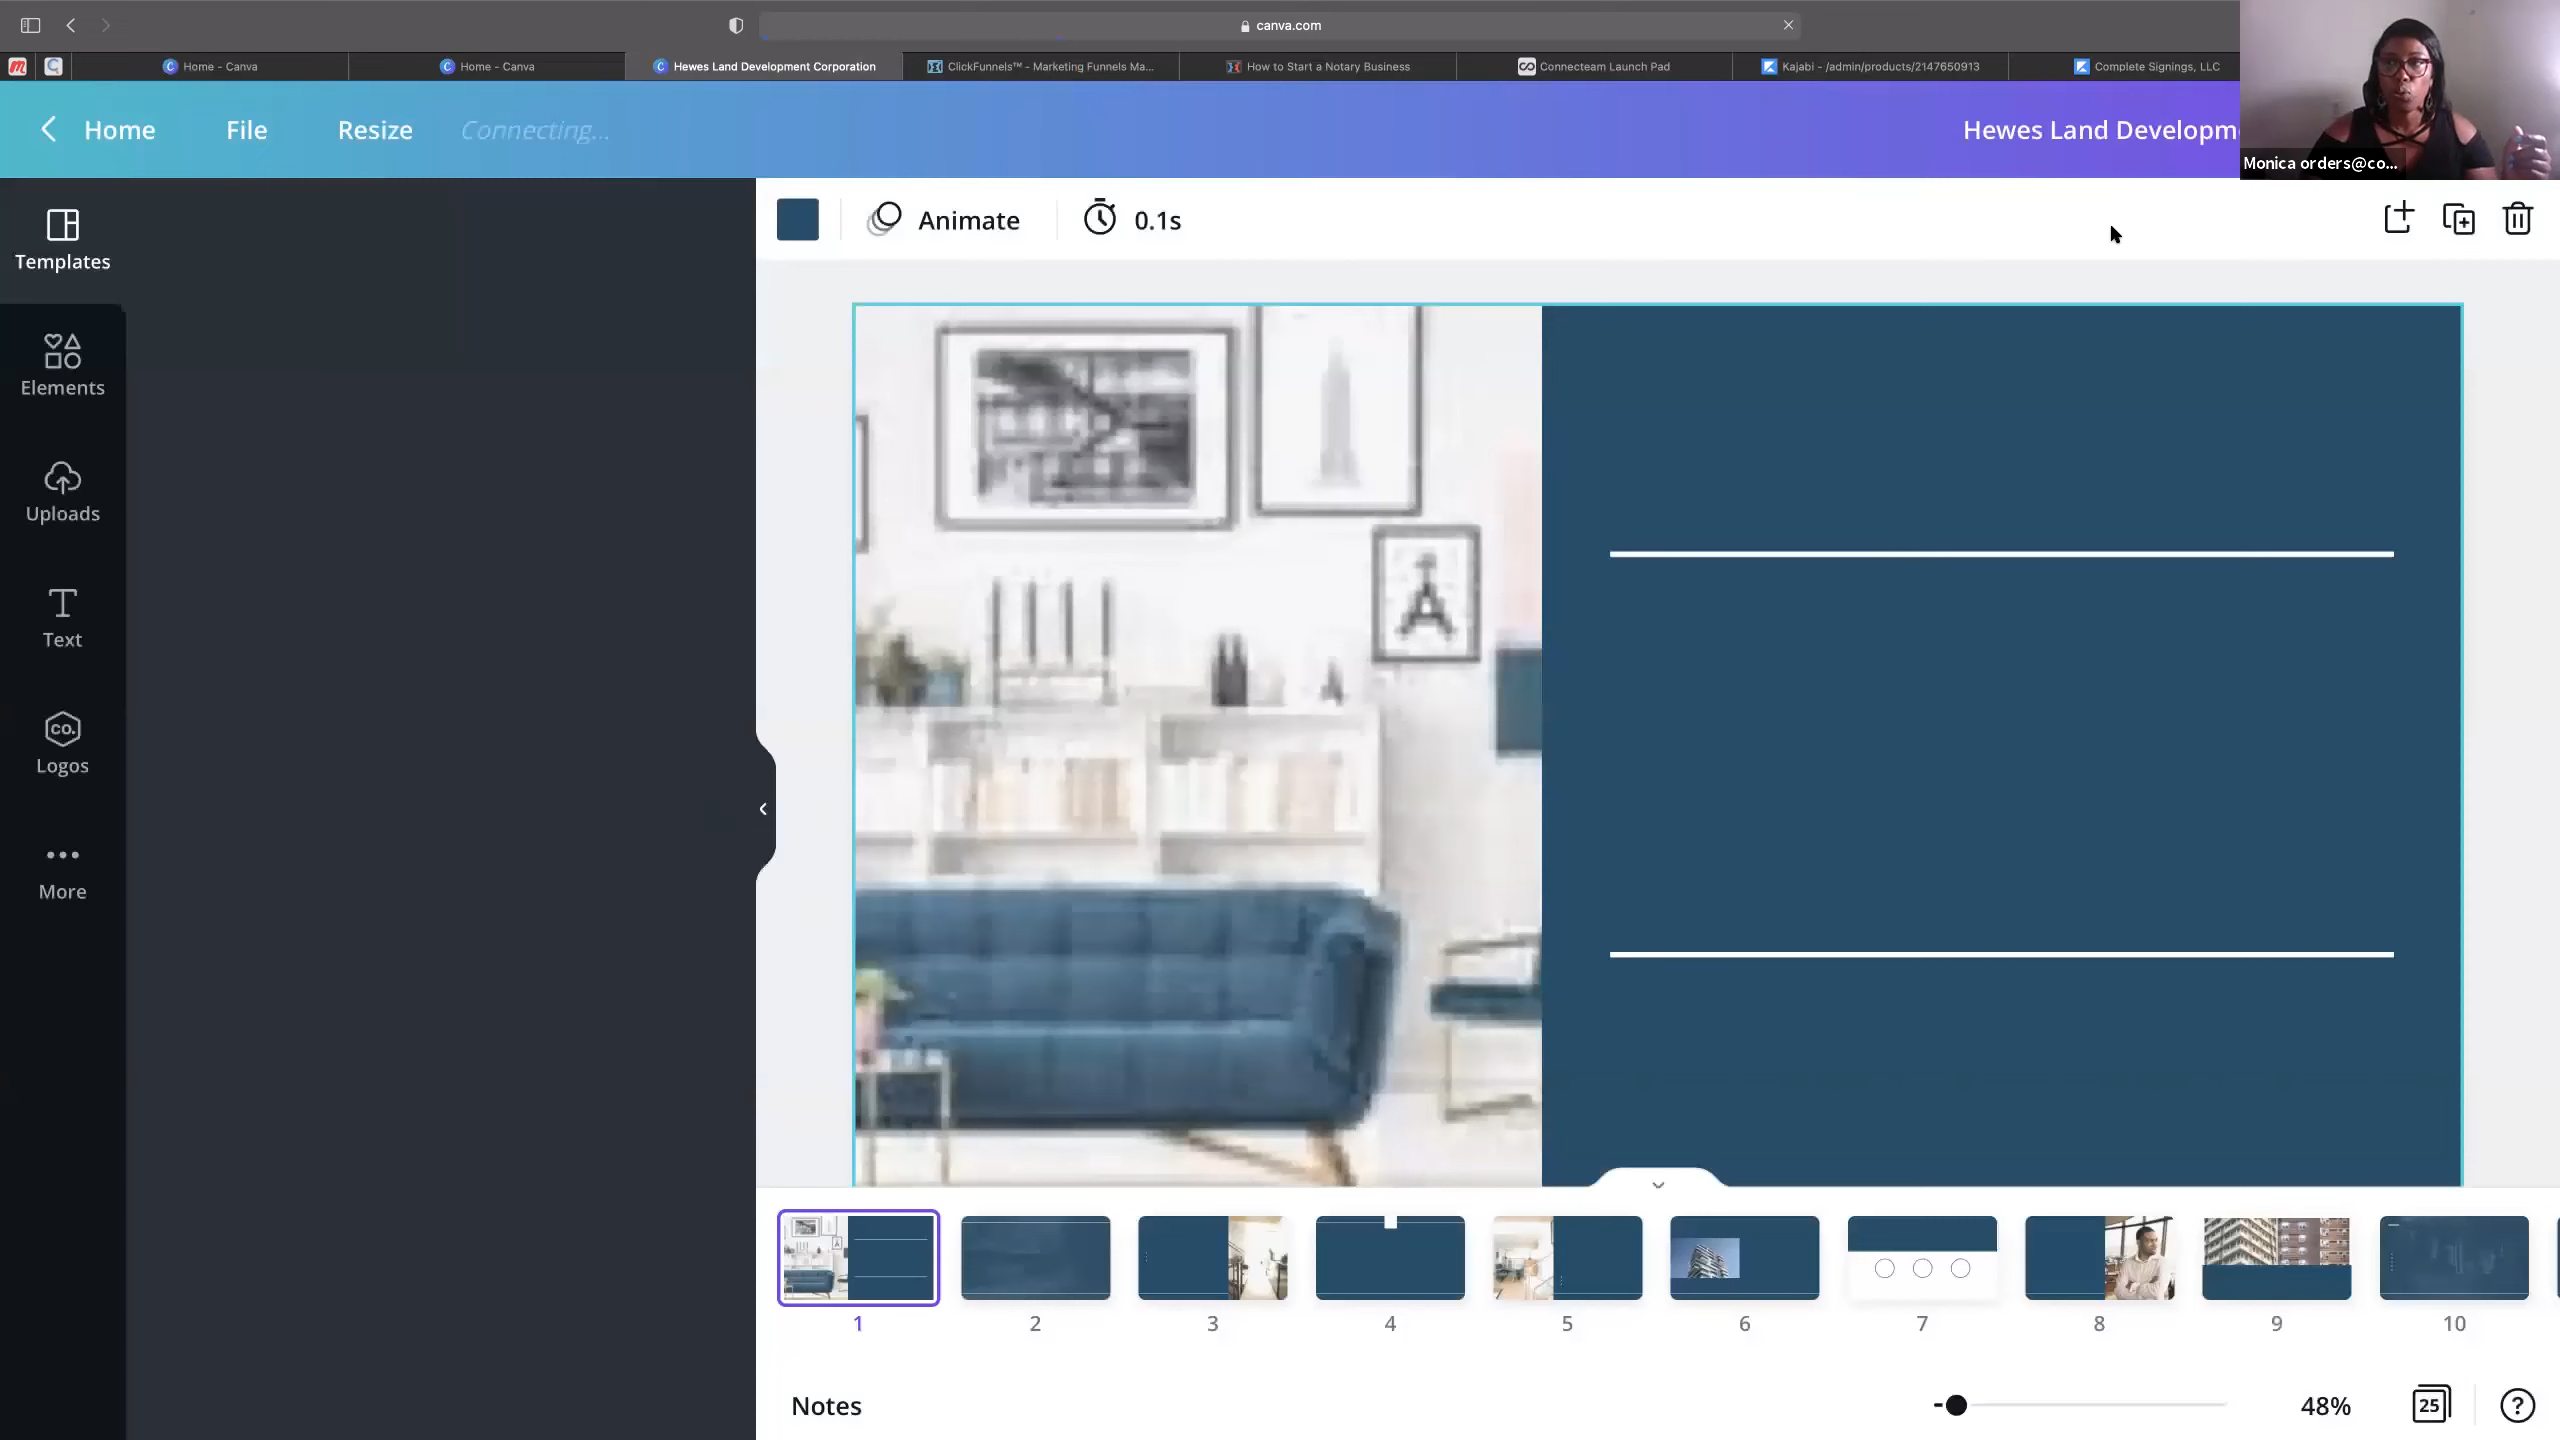 canva.com
Home - Canva
Home - Canva
Hewes Land Development Corporation
ClickFunnels™ - Marketing Funnels Ma...
How to Start a Notary Business
Connecteam Launch Pad
Kajabi - /admin/products/2147650913
Complete Signings, LLC
Home
File
Resize
Connecting...
Hewes Land Developm
Monica orders@co...
Templates
Animate
0.1s
Elements
Uploads
Text
CO.
Logos
More
1
2
3
4
5
6
7
8
9
10
Notes
48%
25
?